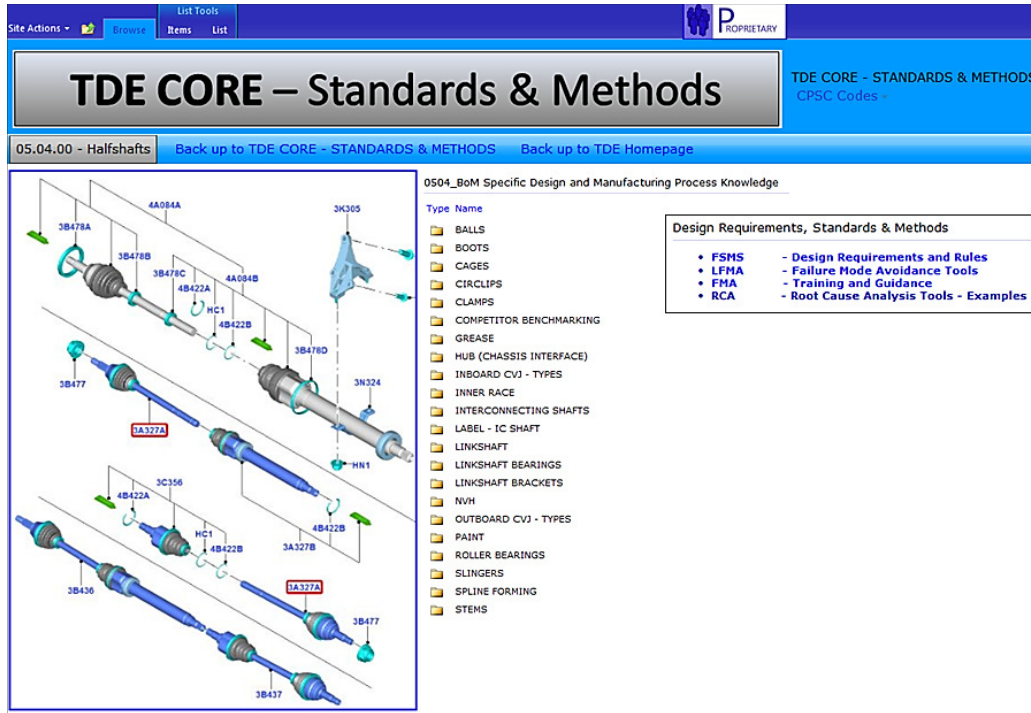 List Tools
Site Actions
Browse
Items
List
PROPRIETARY
TDE CORE – Standards & Methods
TDE CORE - STANDARDS & METHODS
CPSC Codes
05.04.00 - Halfshafts
Back up to TDE CORE - STANDARDS & METHODS
Back up to TDE Homepage
4A084A
3B478A
3B478B
3B478C
4B422A
4A084B
HC1
4B422B
3B478D
3K305
3N324
HN1
3B477
3A327A
3C356
4B422A
HC1
4B422B
4B422B
3A327B
3A327A
3B477
3B436
3B437
0504_BoM Specific Design and Manufacturing Process Knowledge
Type Name
BALLS
BOOTS
CAGES
CIRCLIPS
CLAMPS
COMPETITOR BENCHMARKING
GREASE
HUB (CHASSIS INTERFACE)
INBOARD CVJ - TYPES
INNER RACE
INTERCONNECTING SHAFTS
LABEL - IC SHAFT
LINKSHAFT
LINKSHAFT BEARINGS
LINKSHAFT BRACKETS
NVH
OUTBOARD CVJ - TYPES
PAINT
ROLLER BEARINGS
SLINGERS
SPLINE FORMING
STEMS
Design Requirements, Standards & Methods
• FSMS - Design Requirements and Rules
• LFMA - Failure Mode Avoidance Tools
• FMA - Training and Guidance
• RCA - Root Cause Analysis Tools - Examples